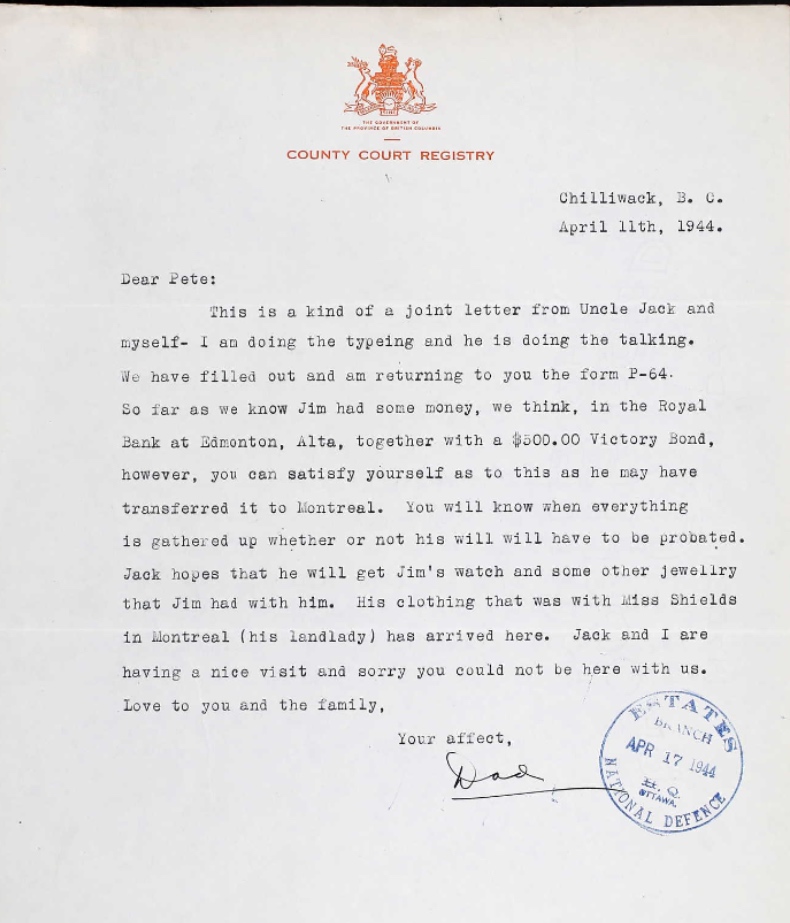 THE GOVERNMENT OF
THE PROVINCE OF BRITISH COLUMBIA
COUNTY COURT REGISTRY
Chilliwack, B. C.
April 11th, 1944.
Dear Pete:
This is a kind of a joint letter from Uncle Jack and
myself- I am doing the typeing and he is doing the talking.
We have filled out and am returning to you the form P-64.
So far as we know Jim had some money, we think, in the Royal
Bank at Edmonton, Alta, together with a $500.00 Victory Bond,
however, you can satisfy yourself as to this as he may have
transferred it to Montreal. You will know when everything
is gathered up whether or not his will will have to be probated.
Jack hopes that he will get Jim's watch and some other jewellry
that Jim had with him. His clothing that was with Miss Shields
in Montreal (his landlady) has arrived here. Jack and I are
having a nice visit and sorry you could not be here with us.
Love to you and the family,
Your affect,
Dad
ESTATES
BRANCH
APR 17 1944
H. Q.
OTTAWA.
NATIONAL DEFENCE